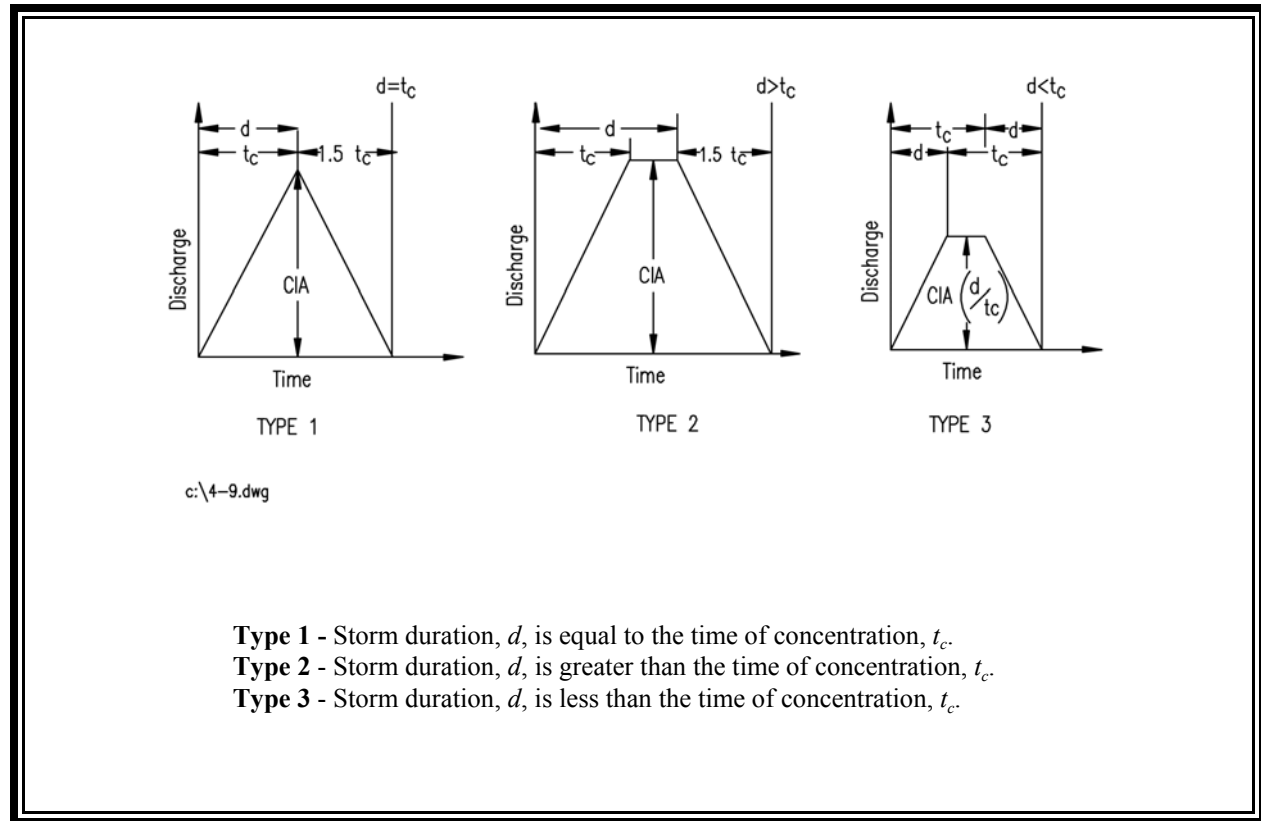 d=tc
d
tc
1.5 tc
Discharge
CIA
Time
TYPE 1
d>tc
d
tc
1.5 tc
Discharge
CIA
Time
TYPE 2
d<tc
tc
d
d
tc
Discharge
CIA (d/tc)
Time
TYPE 3
c:\4-9.dwg
Type 1 - Storm duration, d, is equal to the time of concentration, tc.
Type 2 - Storm duration, d, is greater than the time of concentration, tc.
Type 3 - Storm duration, d, is less than the time of concentration, tc.